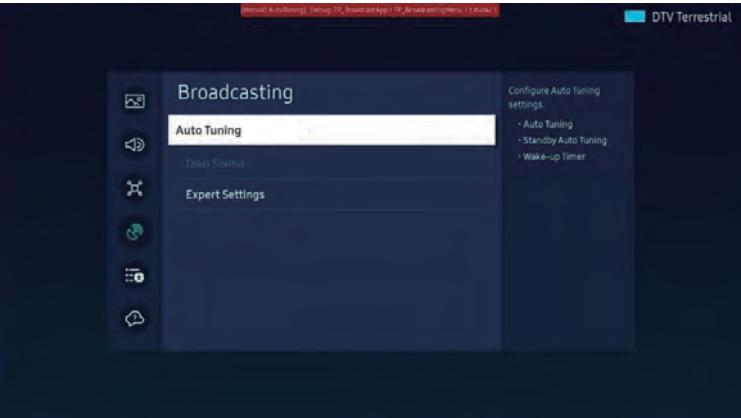 DTV Terrestrial
Broadcasting
Auto Tuning
Dual Sound
Expert Settings
Configure Auto Tuning
settings.
• Auto Tuning
• Standby Auto Tuning
• Wake-up Timer